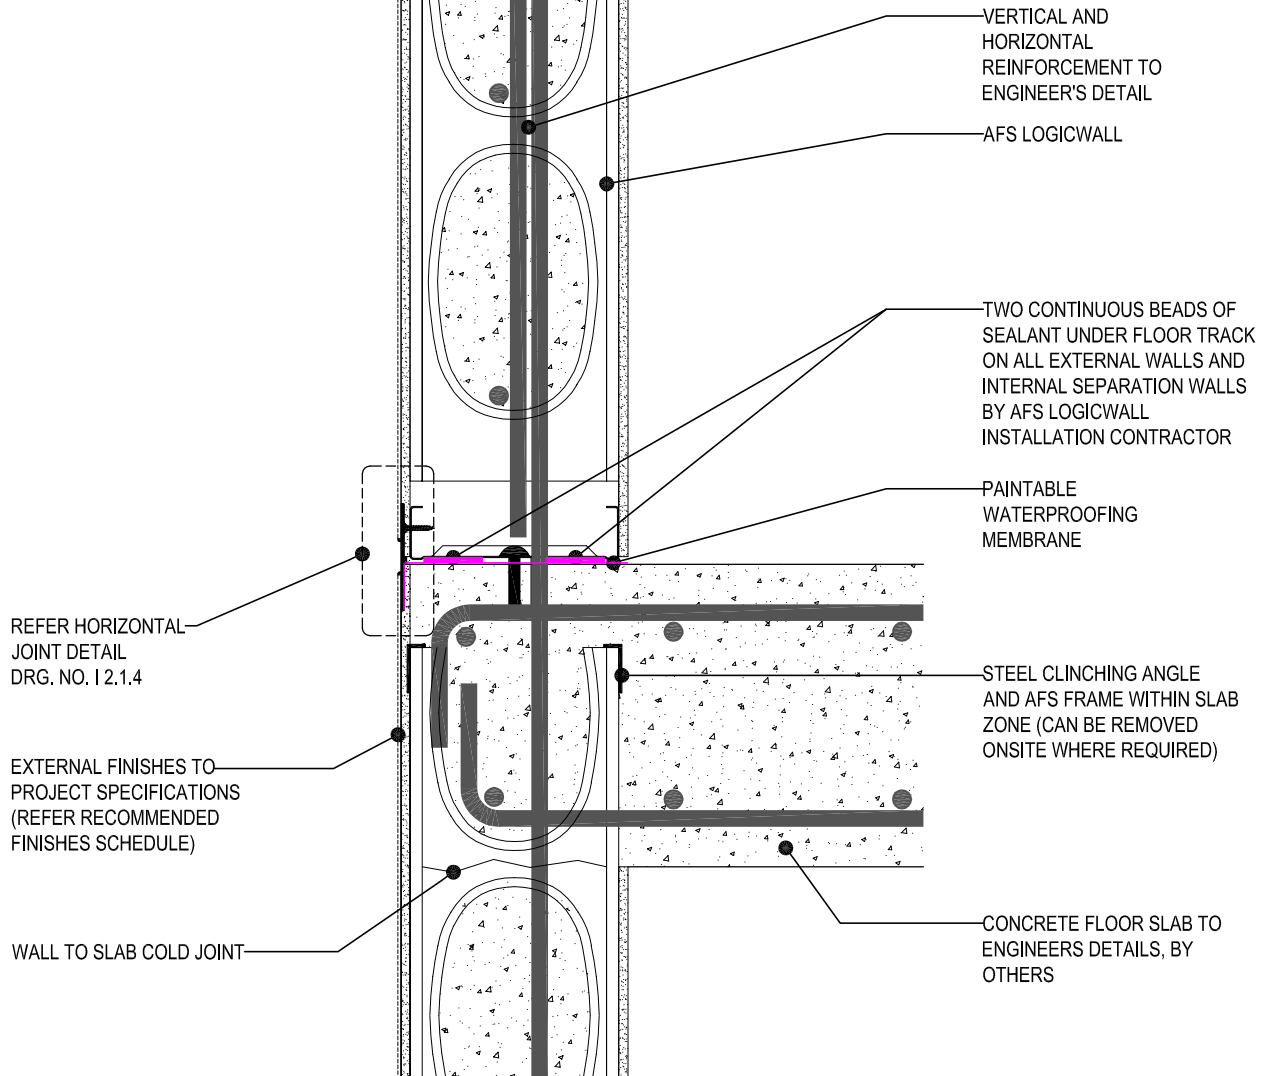 VERTICAL AND
HORIZONTAL
REINFORCEMENT TO
ENGINEER'S DETAIL
AFS LOGICWALL
TWO CONTINUOUS BEADS OF
SEALANT UNDER FLOOR TRACK
ON ALL EXTERNAL WALLS AND
INTERNAL SEPARATION WALLS
BY AFS LOGICWALL
INSTALLATION CONTRACTOR
PAINTABLE
WATERPROOFING
MEMBRANE
REFER HORIZONTAL
JOINT DETAIL
DRG. NO. I 2.1.4
STEEL CLINCHING ANGLE
AND AFS FRAME WITHIN SLAB
ZONE (CAN BE REMOVED
ONSITE WHERE REQUIRED)
EXTERNAL FINISHES TO
PROJECT SPECIFICATIONS
(REFER RECOMMENDED
FINISHES SCHEDULE)
WALL TO SLAB COLD JOINT
CONCRETE FLOOR SLAB TO
ENGINEERS DETAILS, BY
OTHERS